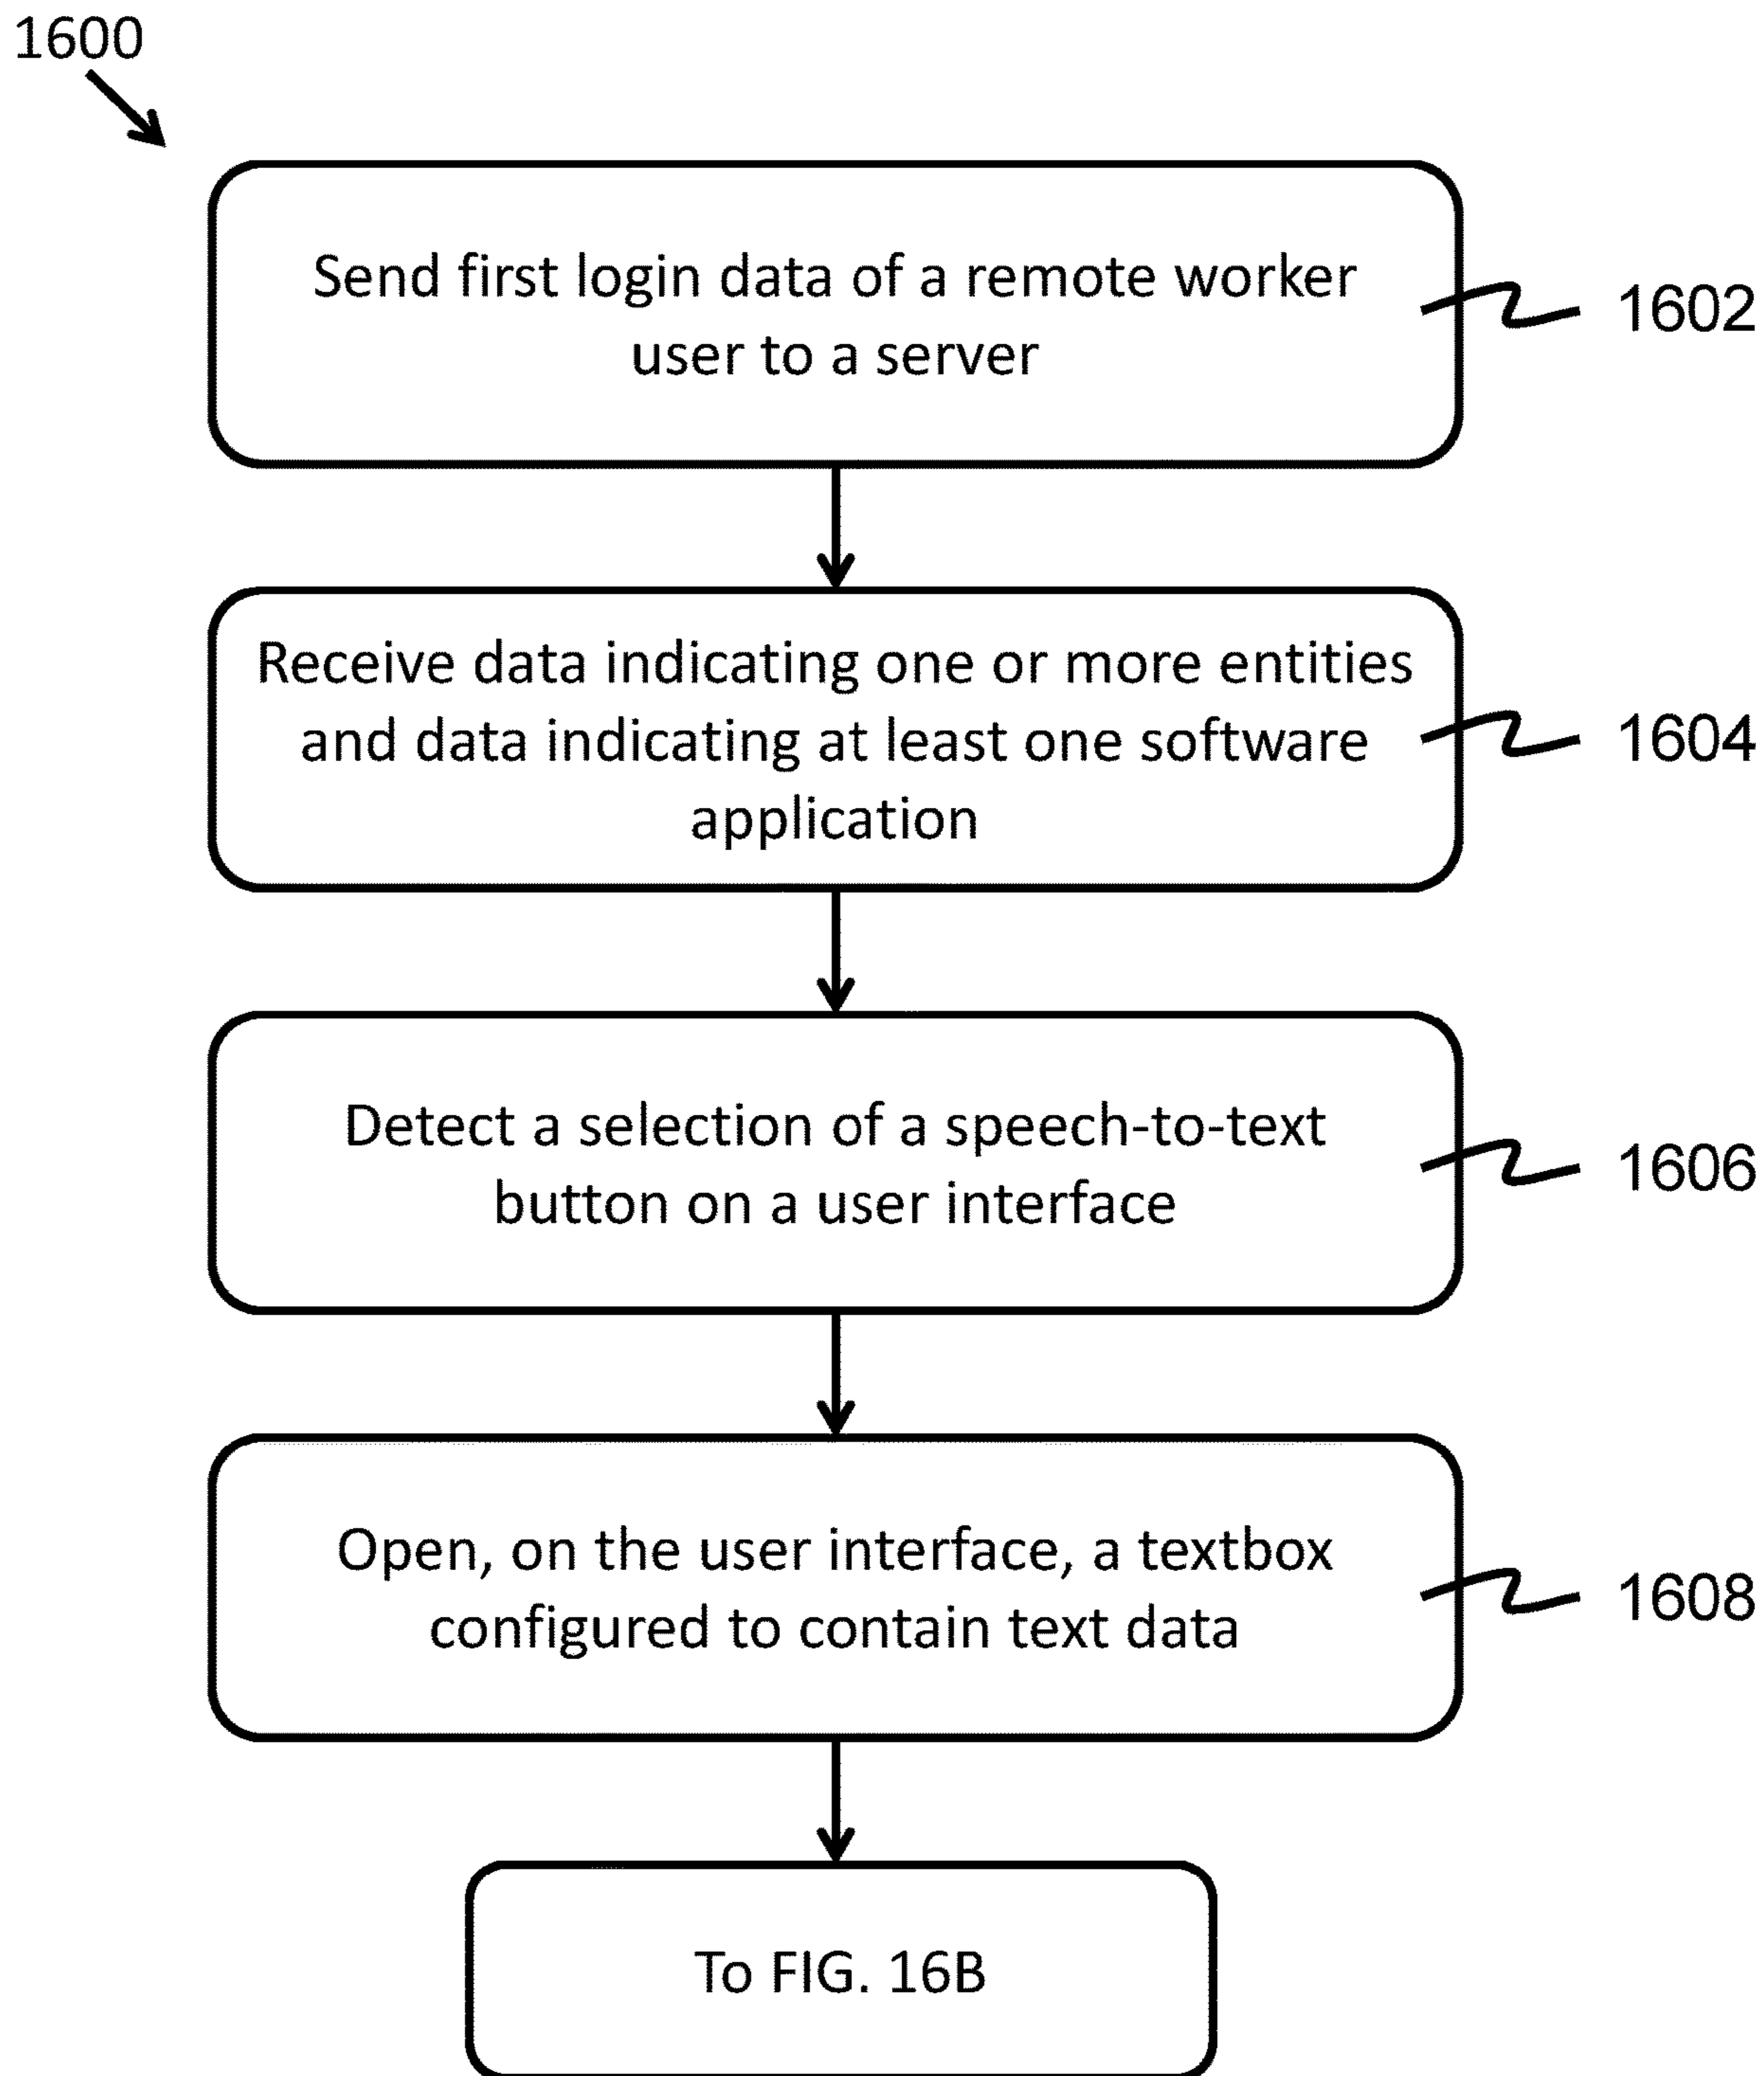 1600
Send first login data of a remote worker
user to a server
1602
Receive data indicating one or more entities
and data indicating at least one software
application
1604
Detect a selection of a speech-to-text
button on a user interface
1606
Open, on the user interface, a textbox
configured to contain text data
1608
To FIG. 16B